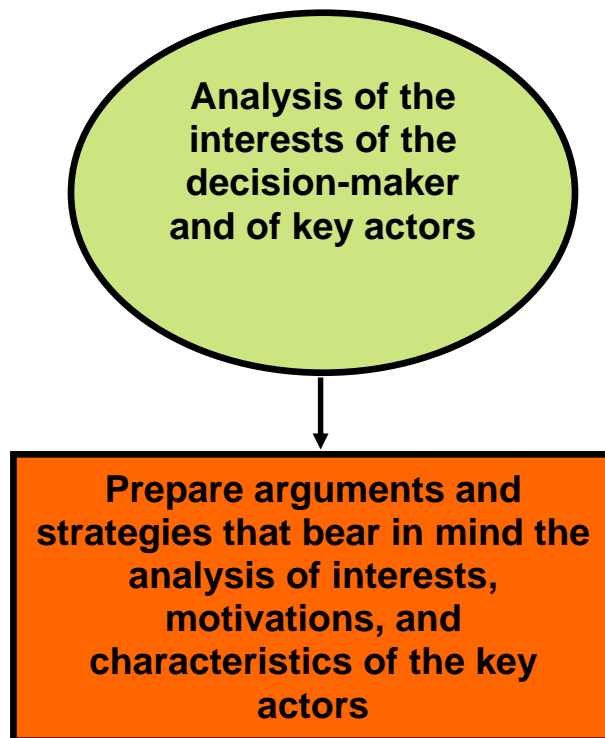 Analysis of the
interests of the
decision-maker
and of key actors
Prepare arguments and
strategies that bear in mind the
analysis of interests,
motivations, and
characteristics of the key
actors